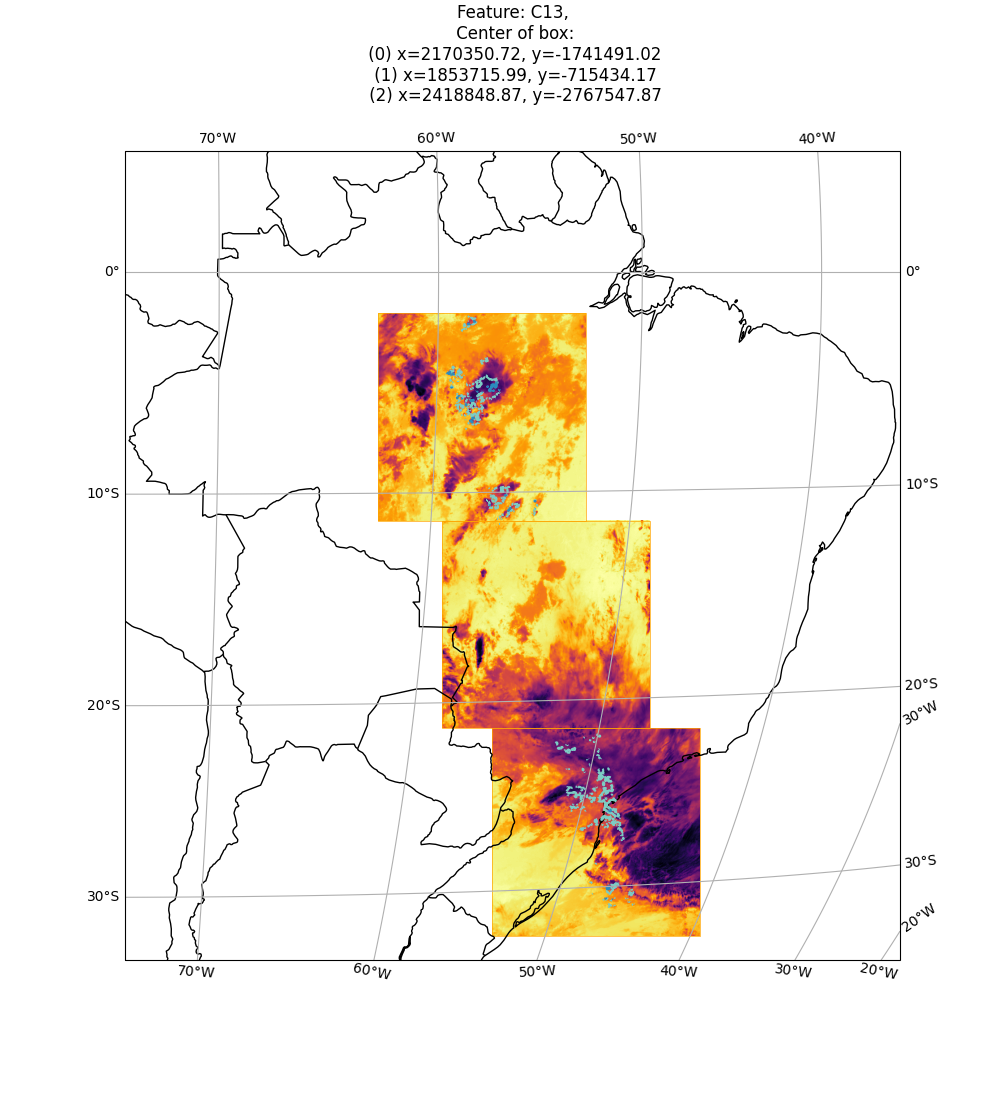 Feature: C13,
Center of box:
(0) x=2170350.72, y=-1741491.02
(1) x=1853715.99, y=-715434.17
(2) x=2418848.87, y=-2767547.87
70°W 60°W 50°W 40°W
0° 0°
10°S 10°S
20°S 20°S
30°W
30°S 30°S
20°W
70°W 60°W 50°W 40°W 30°W 20°W